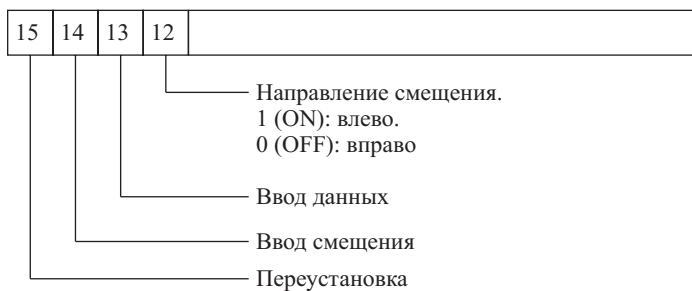 15 14 13 12
Направление смещения.
1 (ON): влево.
0 (OFF): вправо
Ввод данных
Ввод смещения
Переустановка